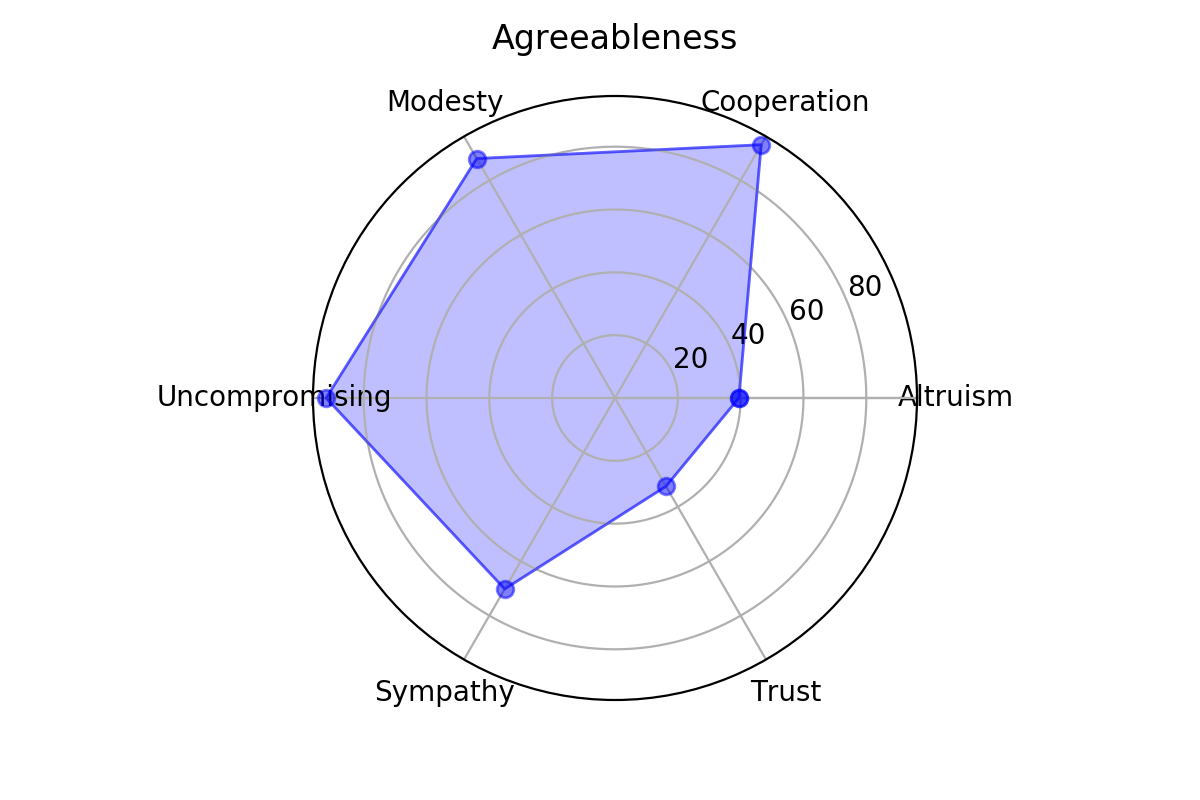 Agreeableness
Modesty
Cooperation
80
60
40
20
Uncompromising
Altruism
Sympathy
Trust